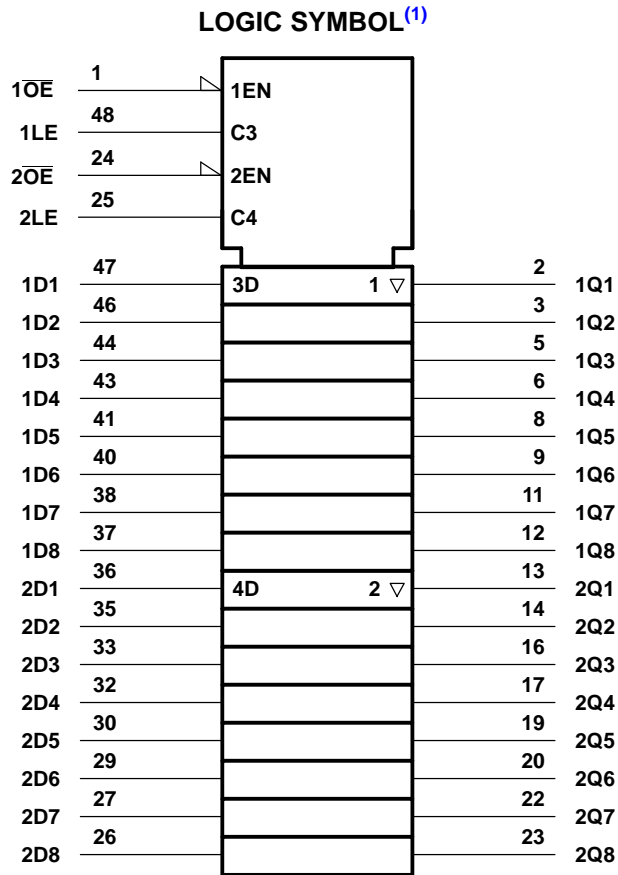 LOGIC SYMBOL(1)
1OE 1 1EN
1LE 48 C3
2OE 24 2EN
2LE 25 C4
1D1 47 3D 1 ▽ 2 1Q1
1D2 46 3 1Q2
1D3 44 5 1Q3
1D4 43 6 1Q4
1D5 41 8 1Q5
1D6 40 9 1Q6
1D7 38 11 1Q7
1D8 37 12 1Q8
2D1 36 4D 2 ▽ 13 2Q1
2D2 35 14 2Q2
2D3 33 16 2Q3
2D4 32 17 2Q4
2D5 30 19 2Q5
2D6 29 20 2Q6
2D7 27 22 2Q7
2D8 26 23 2Q8